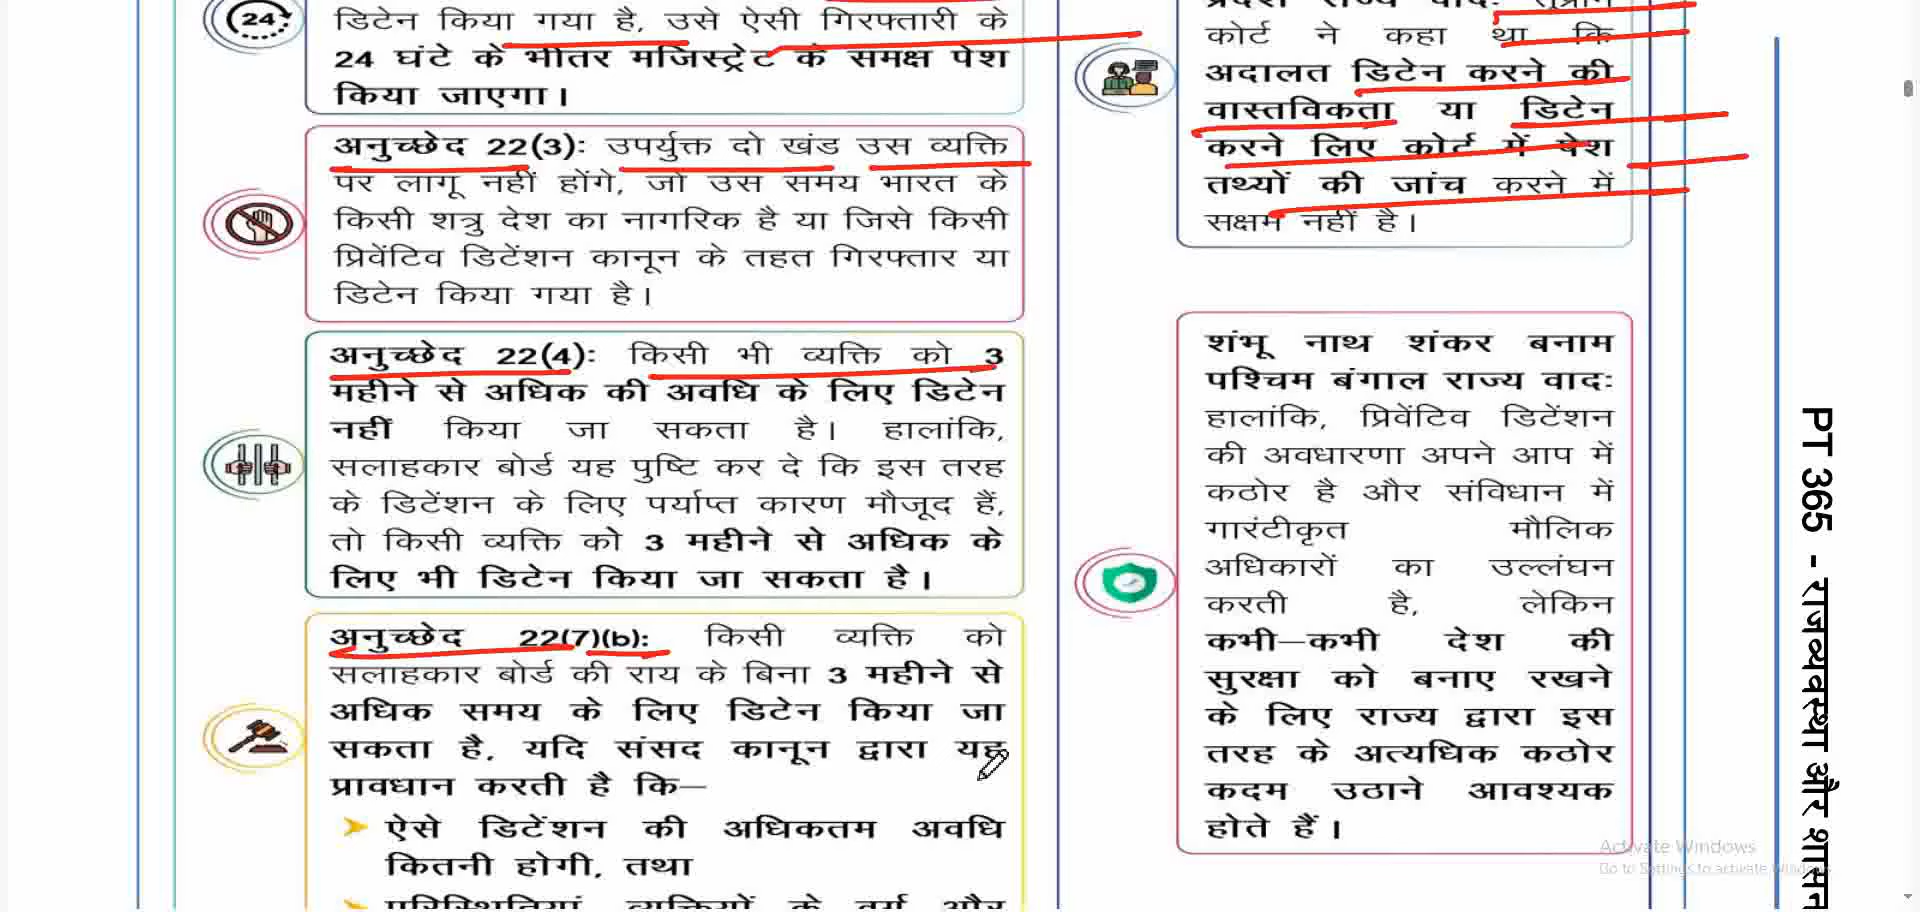 24
डिटेन किया गया है, उसे ऐसी गिरफ्तारी के
24 घंटे के भीतर मजिस्ट्रेट के समक्ष पेश
किया जाएगा।
अनुच्छेद 22(3): उपर्युक्त दो खंड उस व्यक्ति
पर लागू नहीं होंगे, जो उस समय भारत के
किसी शत्रु देश का नागरिक है या जिसे किसी
प्रिवेंटिव डिटेंशन कानून के तहत गिरफ्तार या
डिटेन किया गया है।
अनुच्छेद 22(4): किसी भी व्यक्ति को 3
महीने से अधिक की अवधि के लिए डिटेन
नहीं किया जा सकता है। हालांकि,
सलाहकार बोर्ड यह पुष्टि कर दे कि इस तरह
के डिटेंशन के लिए पर्याप्त कारण मौजूद हैं,
तो किसी व्यक्ति को 3 महीने से अधिक के
लिए भी डिटेन किया जा सकता है।
अनुच्छेद 22(7)(b): किसी व्यक्ति को
सलाहकार बोर्ड की राय के बिना 3 महीने से
अधिक समय के लिए डिटेन किया जा
सकता है, यदि संसद कानून द्वारा यह
प्रावधान करती है कि–
➤ ऐसे डिटेंशन की अधिकतम अवधि
कितनी होगी, तथा
परिस्थितियां, व्यक्तियों के वर्ग और
प्रदेश राज्य वाद: सुप्रीम
कोर्ट ने कहा था कि
अदालत डिटेन करने की
वास्तविकता या डिटेन
करने लिए कोर्ट में पेश
तथ्यों की जांच करने में
सक्षम नहीं है।
शंभू नाथ शंकर बनाम
पश्चिम बंगाल राज्य वाद:
हालांकि, प्रिवेंटिव डिटेंशन
की अवधारणा अपने आप में
कठोर है और संविधान में
गारंटीकृत मौलिक
अधिकारों का उल्लंघन
करती है, लेकिन
कभी–कभी देश की
सुरक्षा को बनाए रखने
के लिए राज्य द्वारा इस
तरह के अत्यधिक कठोर
कदम उठाने आवश्यक
होते हैं।
PT 365 - राजव्यवस्था और शासन
Activate Windows
Go to Settings to activate Windows.